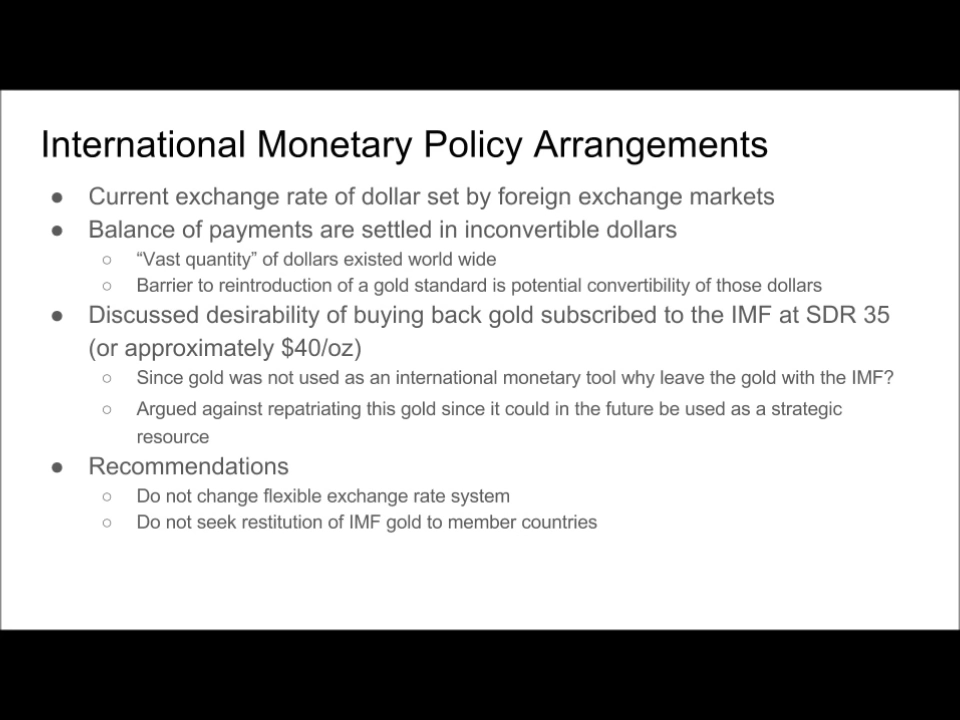 International Monetary Policy Arrangements
● Current exchange rate of dollar set by foreign exchange markets
● Balance of payments are settled in inconvertible dollars
○ “Vast quantity” of dollars existed world wide
○ Barrier to reintroduction of a gold standard is potential convertibility of those dollars
● Discussed desirability of buying back gold subscribed to the IMF at SDR 35
(or approximately $40/oz)
○ Since gold was not used as an international monetary tool why leave the gold with the IMF?
○ Argued against repatriating this gold since it could in the future be used as a strategic
resource
● Recommendations
○ Do not change flexible exchange rate system
○ Do not seek restitution of IMF gold to member countries